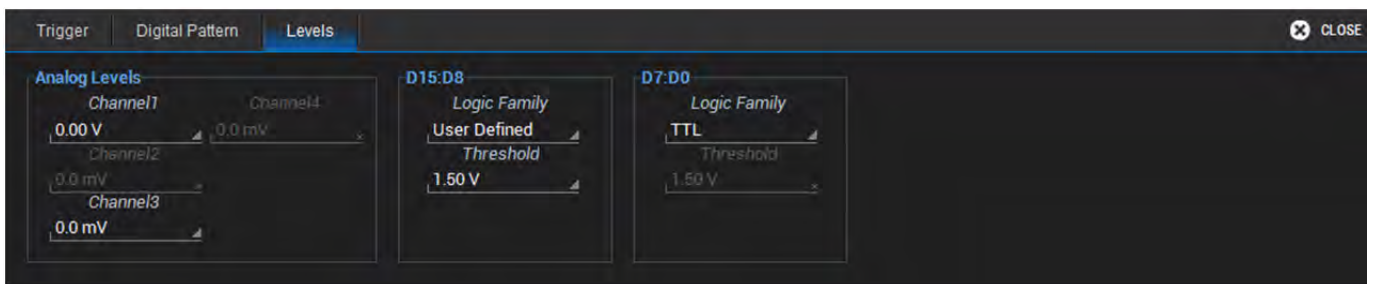 Trigger Digital Pattern Levels CLOSE
Analog Levels
Channel1 Channel4
0.00 V 0.0 mV
Channel2
0.0 mV
Channel3
0.0 mV
D15:D8
Logic Family
User Defined
Threshold
1.50 V
D7:D0
Logic Family
TTL
Threshold
1.50 V